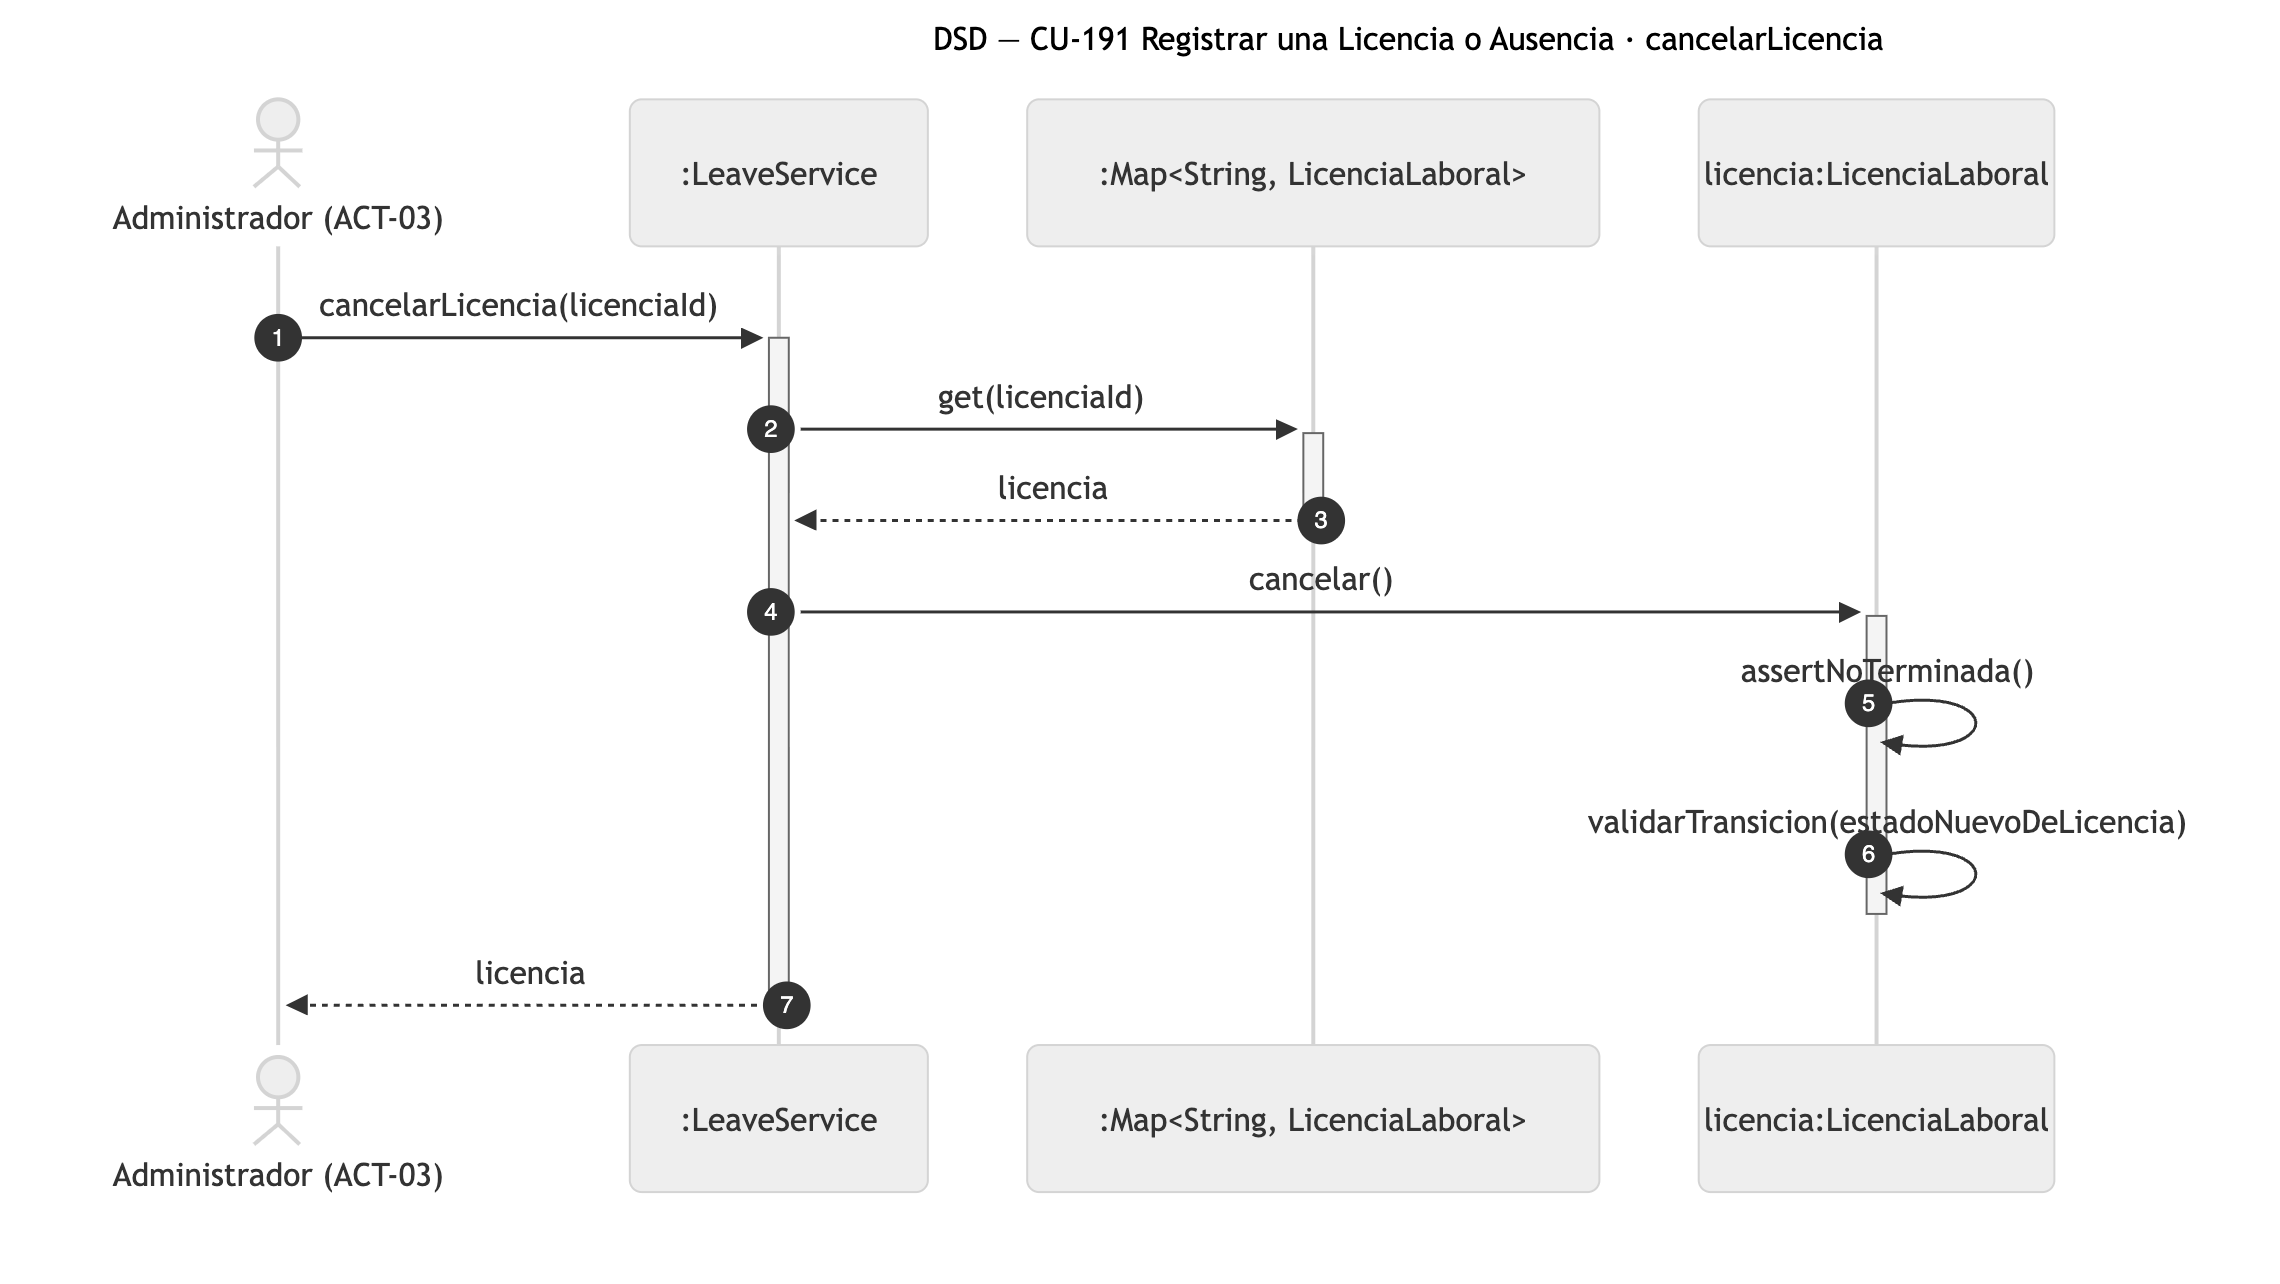 DSD — CU-191 Registrar una Licencia o Ausencia · cancelarLicencia
Administrador (ACT-03)
:LeaveService
:Map<String, LicenciaLaboral>
licencia:LicenciaLaboral
cancelarLicencia(licenciaId)
1
get(licenciaId)
2
licencia
3
cancelar()
4
assertNoTerminada()
5
validarTransicion(estadoNuevoDeLicencia)
6
licencia
7
Administrador (ACT-03)
:LeaveService
:Map<String, LicenciaLaboral>
licencia:LicenciaLaboral